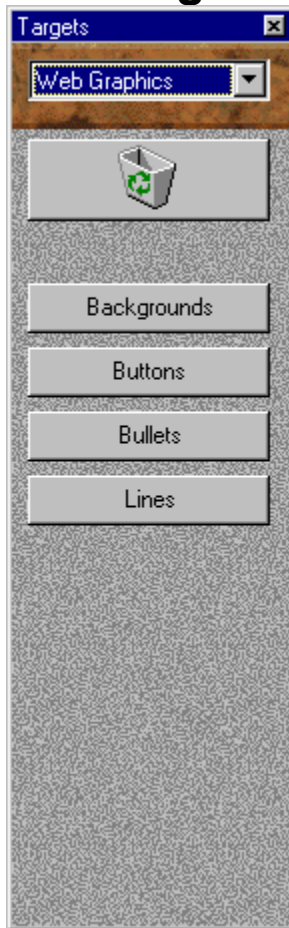 Targets
Web Graphics
Backgrounds
Buttons
Bullets
Lines